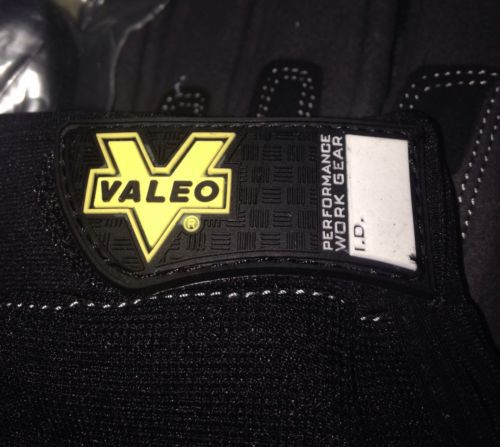 VALEO
®
PERFORMANCE
WORK GEAR
I.D.